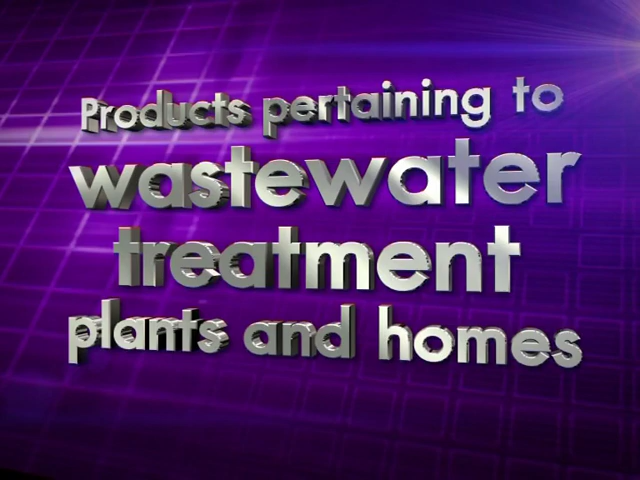 Products pertaining to
wastewater
treatment
plants and homes